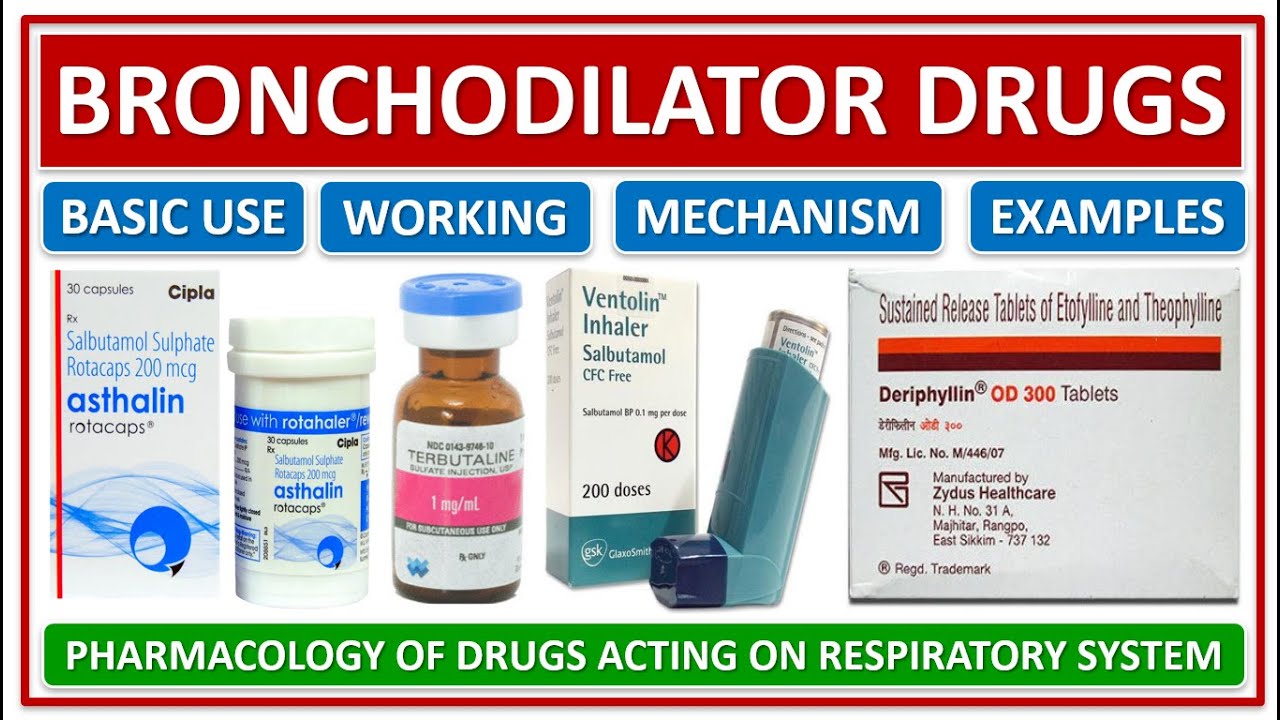 BRONCHODILATOR DRUGS
BASIC USE
WORKING
MECHANISM
EXAMPLES
30 capsules
Cipla
Rx
Salbutamol Sulphate
Rotacaps 200 mcg
asthalin
rotacaps®
use with rotahaler®/rev
30 capsules
Cipla
Rx
Salbutamol Sulphate
Rotacaps 200 mcg
asthalin
rotacaps®
NDC 0143-9746-10
TERBUTALINE
SULFATE INJECTION, USP
1 mg/mL
FOR SUBCUTANEOUS USE ONLY
Rx ONLY
Ventolin™
Inhaler
Salbutamol
CFC Free
Salbutamol BP 0.1 mg per dose
K
200 doses
gsk GlaxoSmith
Ventolin™
Inhaler
Sustained Release Tablets of Etofylline and Theophylline
Deriphyllin® OD 300 Tablets
डेरीफिलीन ओडी ३००
Mfg. Lic. No. M/446/07
Manufactured by
Zydus Healthcare
N. H. No. 31 A,
Majhitar, Rangpo,
East Sikkim - 737 132
® Regd. Trademark
PHARMACOLOGY OF DRUGS ACTING ON RESPIRATORY SYSTEM